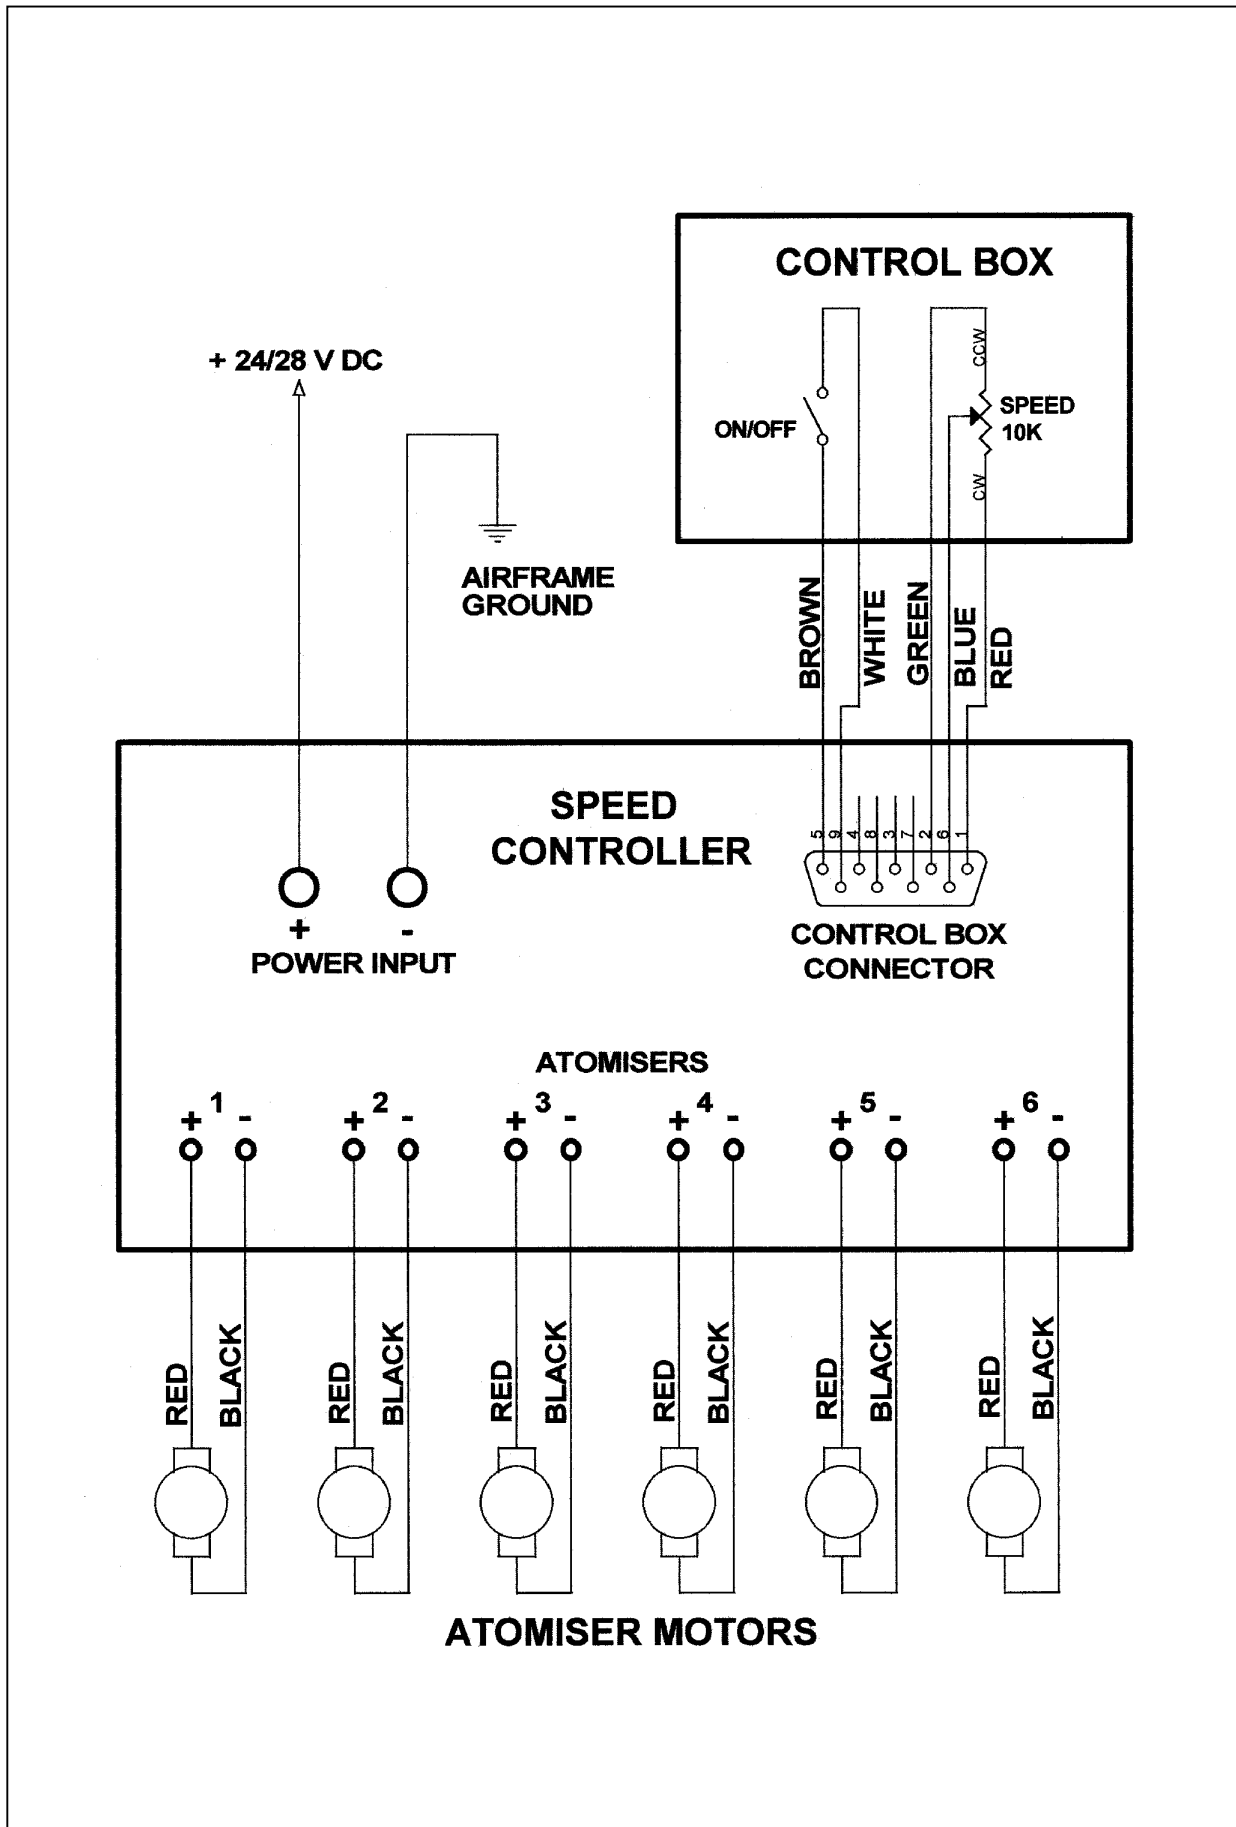 CONTROL BOX
+ 24/28 V DC
CCW
SPEED
10K
ON/OFF
CW
AIRFRAME
GROUND
BROWN
WHITE
GREEN
BLUE
RED
SPEED
CONTROLLER
5 9 4 8 3 7 2 6 1
+ -
POWER INPUT
CONTROL BOX
CONNECTOR
ATOMISERS
+ 1 - + 2 - + 3 - + 4 - + 5 - + 6 -
RED BLACK RED BLACK RED BLACK RED BLACK RED BLACK RED BLACK
ATOMISER MOTORS